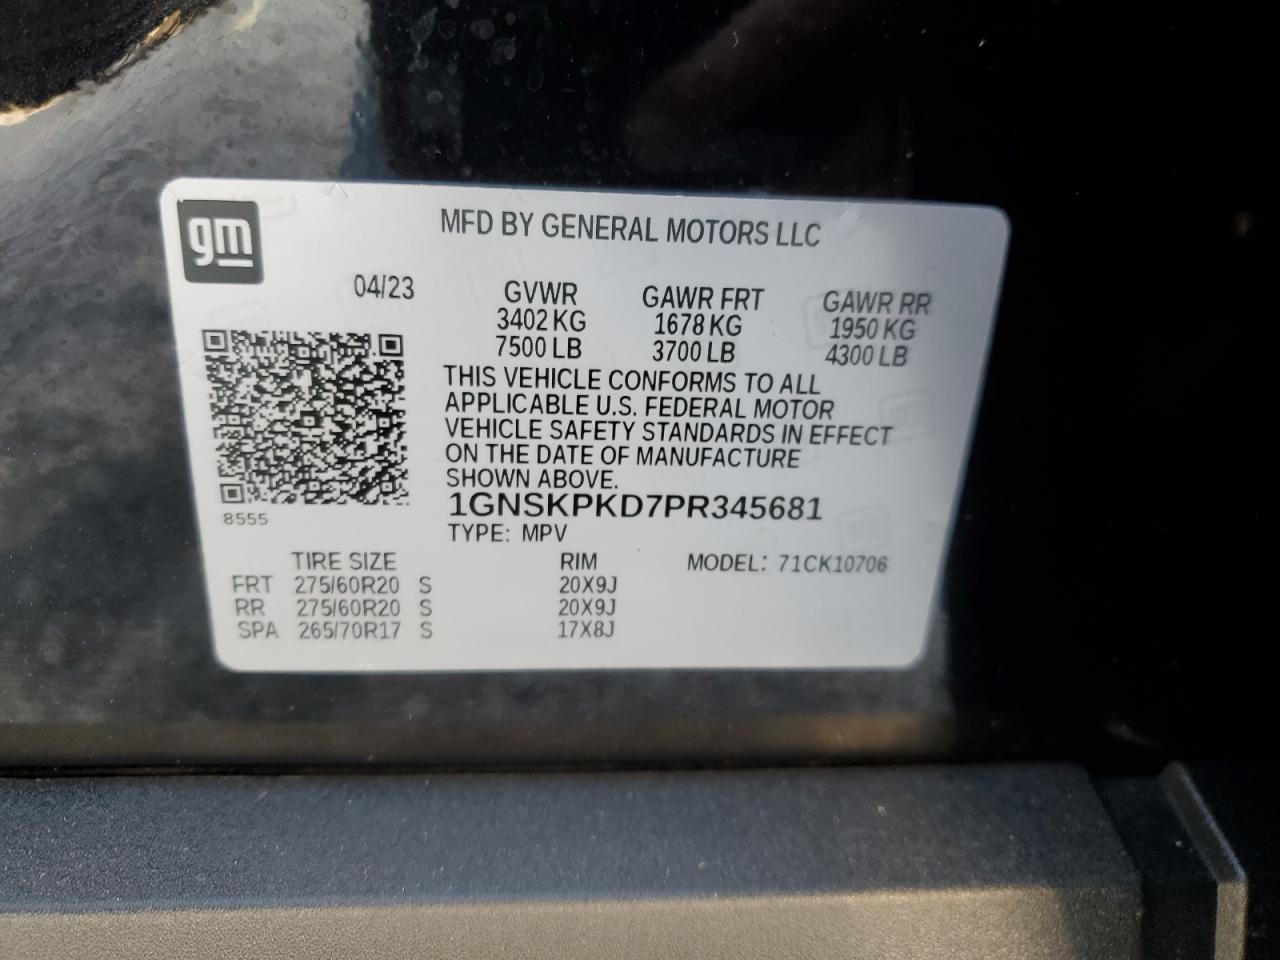 gm
MFD BY GENERAL MOTORS LLC
04/23
GVWR GAWR FRT GAWR RR
3402 KG 1678 KG 1950 KG
7500 LB 3700 LB 4300 LB
THIS VEHICLE CONFORMS TO ALL
APPLICABLE U.S. FEDERAL MOTOR
VEHICLE SAFETY STANDARDS IN EFFECT
ON THE DATE OF MANUFACTURE
SHOWN ABOVE.
8555
1GNSKPKD7PR345681
TYPE: MPV
TIRE SIZE RIM MODEL: 71CK10706
FRT 275/60R20 S 20X9J
RR 275/60R20 S 20X9J
SPA 265/70R17 S 17X8J